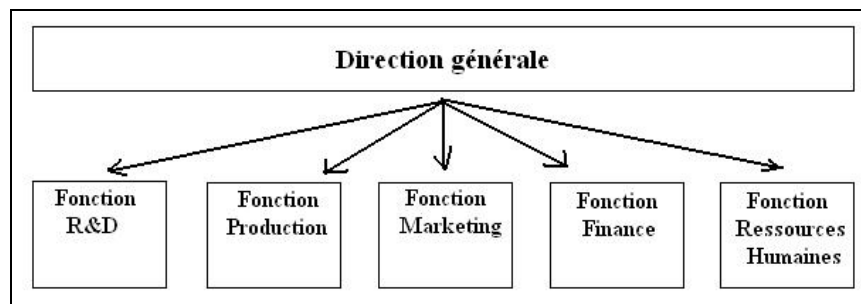 Direction générale
Fonction
R&D
Fonction
Production
Fonction
Marketing
Fonction
Finance
Fonction
Ressources
Humaines